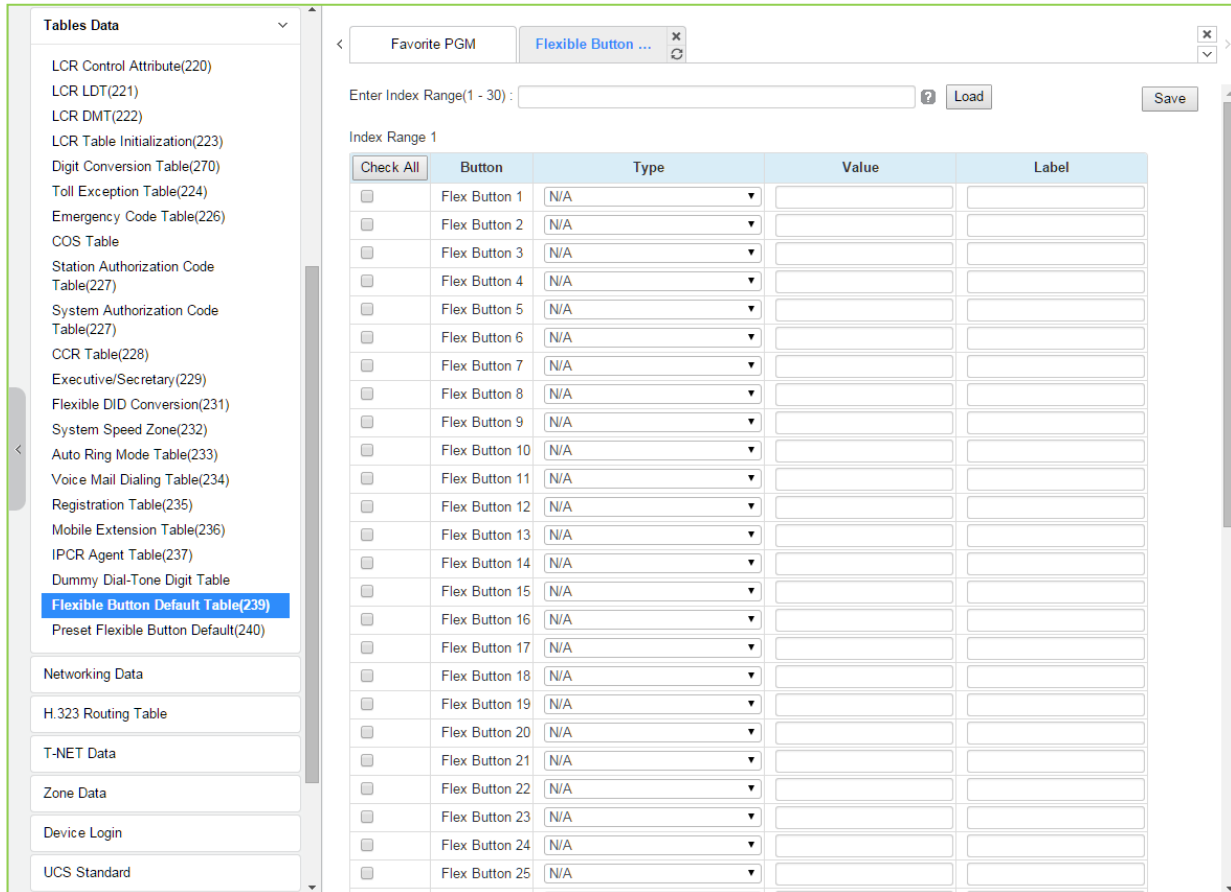 Tables Data
LCR Control Attribute(220)
LCR LDT(221)
LCR DMT(222)
LCR Table Initialization(223)
Digit Conversion Table(270)
Toll Exception Table(224)
Emergency Code Table(226)
COS Table
Station Authorization Code
Table(227)
System Authorization Code
Table(227)
CCR Table(228)
Executive/Secretary(229)
Flexible DID Conversion(231)
System Speed Zone(232)
Auto Ring Mode Table(233)
Voice Mail Dialing Table(234)
Registration Table(235)
Mobile Extension Table(236)
IPCR Agent Table(237)
Dummy Dial-Tone Digit Table
Flexible Button Default Table(239)
Preset Flexible Button Default(240)
Networking Data
H.323 Routing Table
T-NET Data
Zone Data
Device Login
UCS Standard
Favorite PGM
Flexible Button ...
Enter Index Range(1 - 30) : ? Load Save
Index Range 1
Check All Button Type Value Label
Flex Button 1 N/A
Flex Button 2 N/A
Flex Button 3 N/A
Flex Button 4 N/A
Flex Button 5 N/A
Flex Button 6 N/A
Flex Button 7 N/A
Flex Button 8 N/A
Flex Button 9 N/A
Flex Button 10 N/A
Flex Button 11 N/A
Flex Button 12 N/A
Flex Button 13 N/A
Flex Button 14 N/A
Flex Button 15 N/A
Flex Button 16 N/A
Flex Button 17 N/A
Flex Button 18 N/A
Flex Button 19 N/A
Flex Button 20 N/A
Flex Button 21 N/A
Flex Button 22 N/A
Flex Button 23 N/A
Flex Button 24 N/A
Flex Button 25 N/A